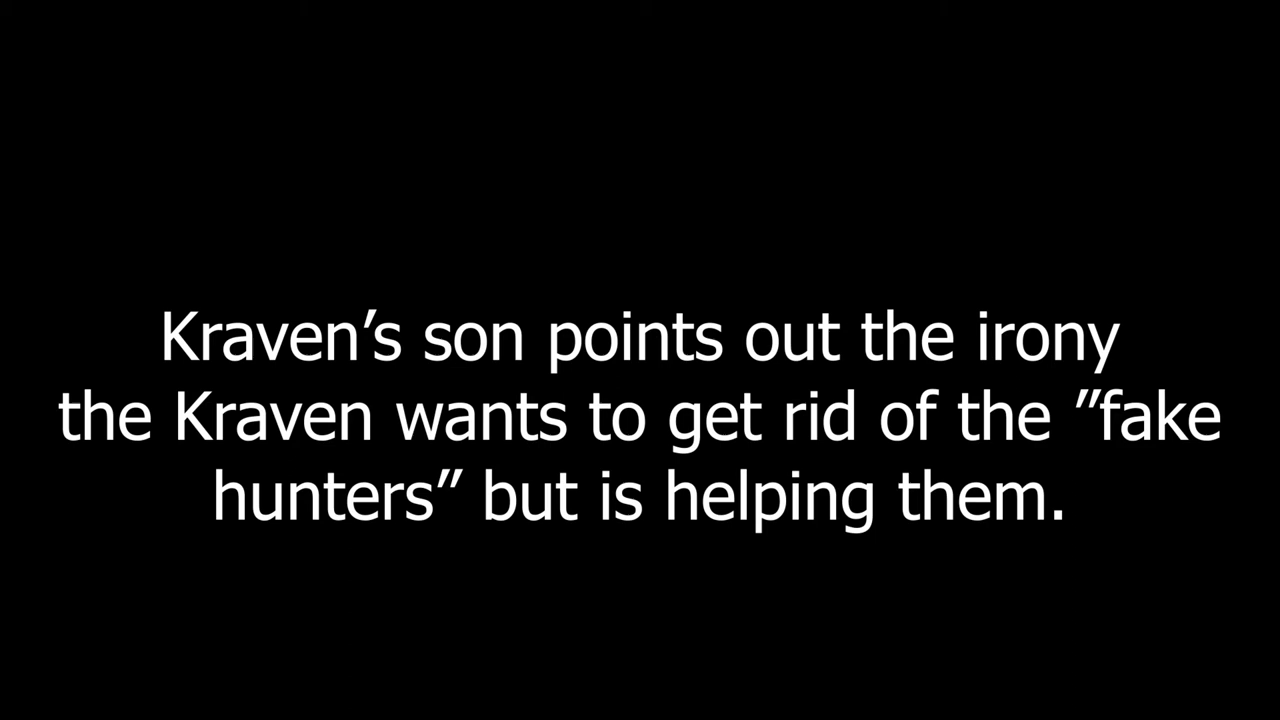 Kraven’s son points out the irony
the Kraven wants to get rid of the ”fake
hunters” but is helping them.